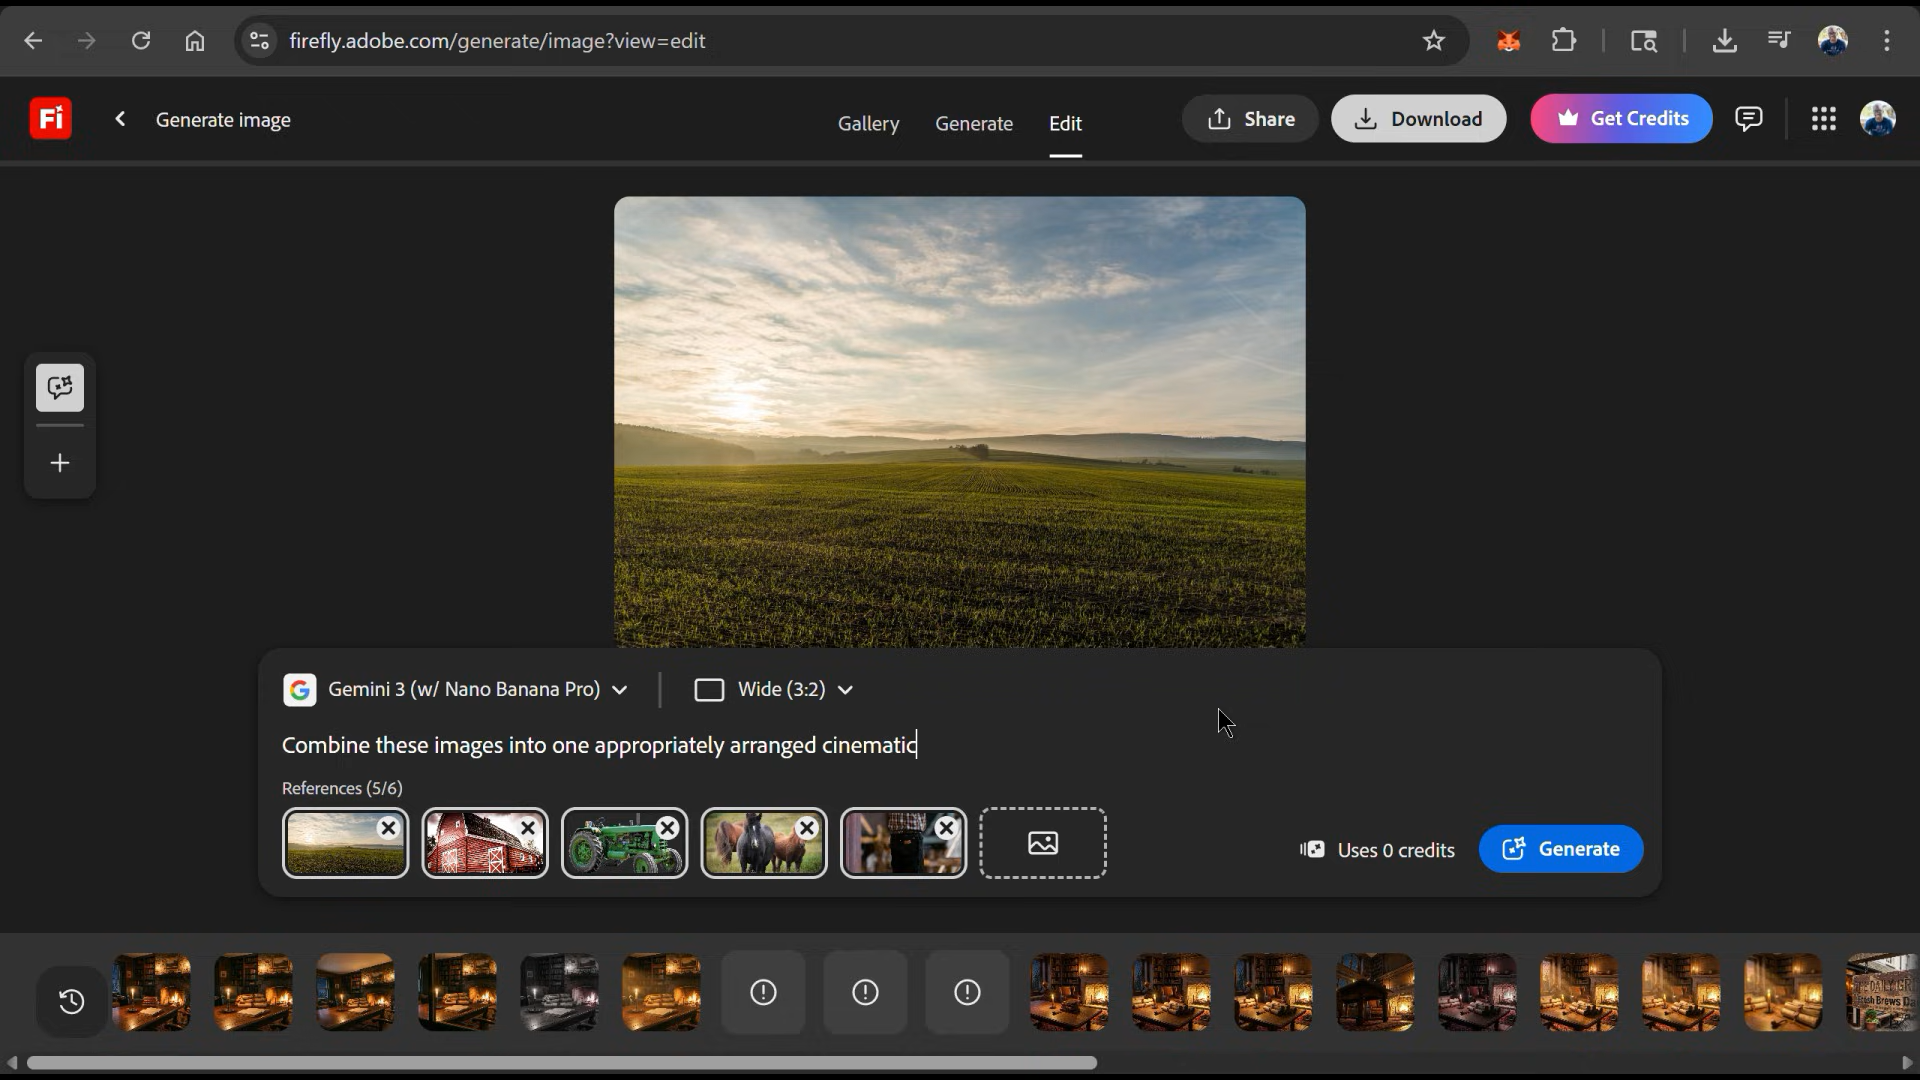 firefly.adobe.com/generate/image?view=edit
Fi
Generate image
Gallery
Generate
Edit
Share
Download
Get Credits
Gemini 3 (w/ Nano Banana Pro)
Wide (3:2)
Combine these images into one appropriately arranged cinematic
References (5/6)
Uses 0 credits
Generate